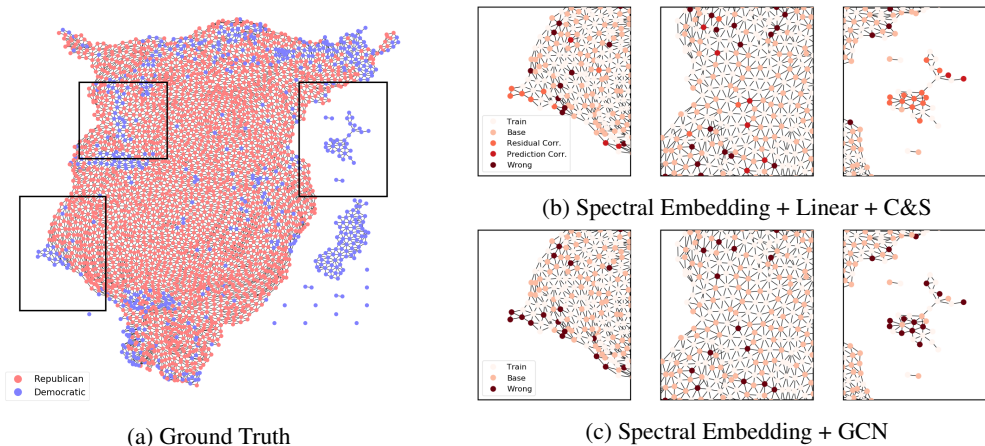 Republican
Democratic
(a) Ground Truth
Train
Base
Residual Corr.
Prediction Corr.
Wrong
(b) Spectral Embedding + Linear + C&S
Train
Base
Wrong
(c) Spectral Embedding + GCN